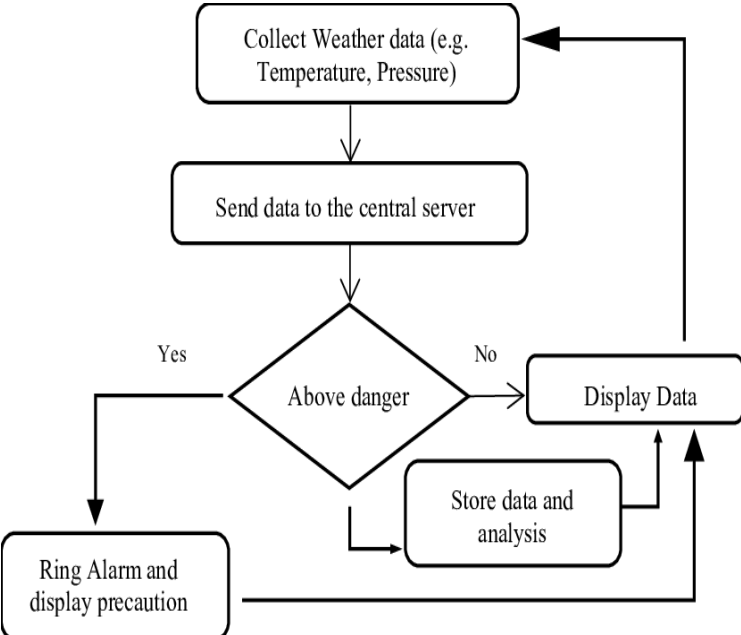 Collect Weather data (e.g.
Temperature, Pressure)
Send data to the central server
Yes
No
Above danger
Display Data
Store data and
analysis
Ring Alarm and
display precaution